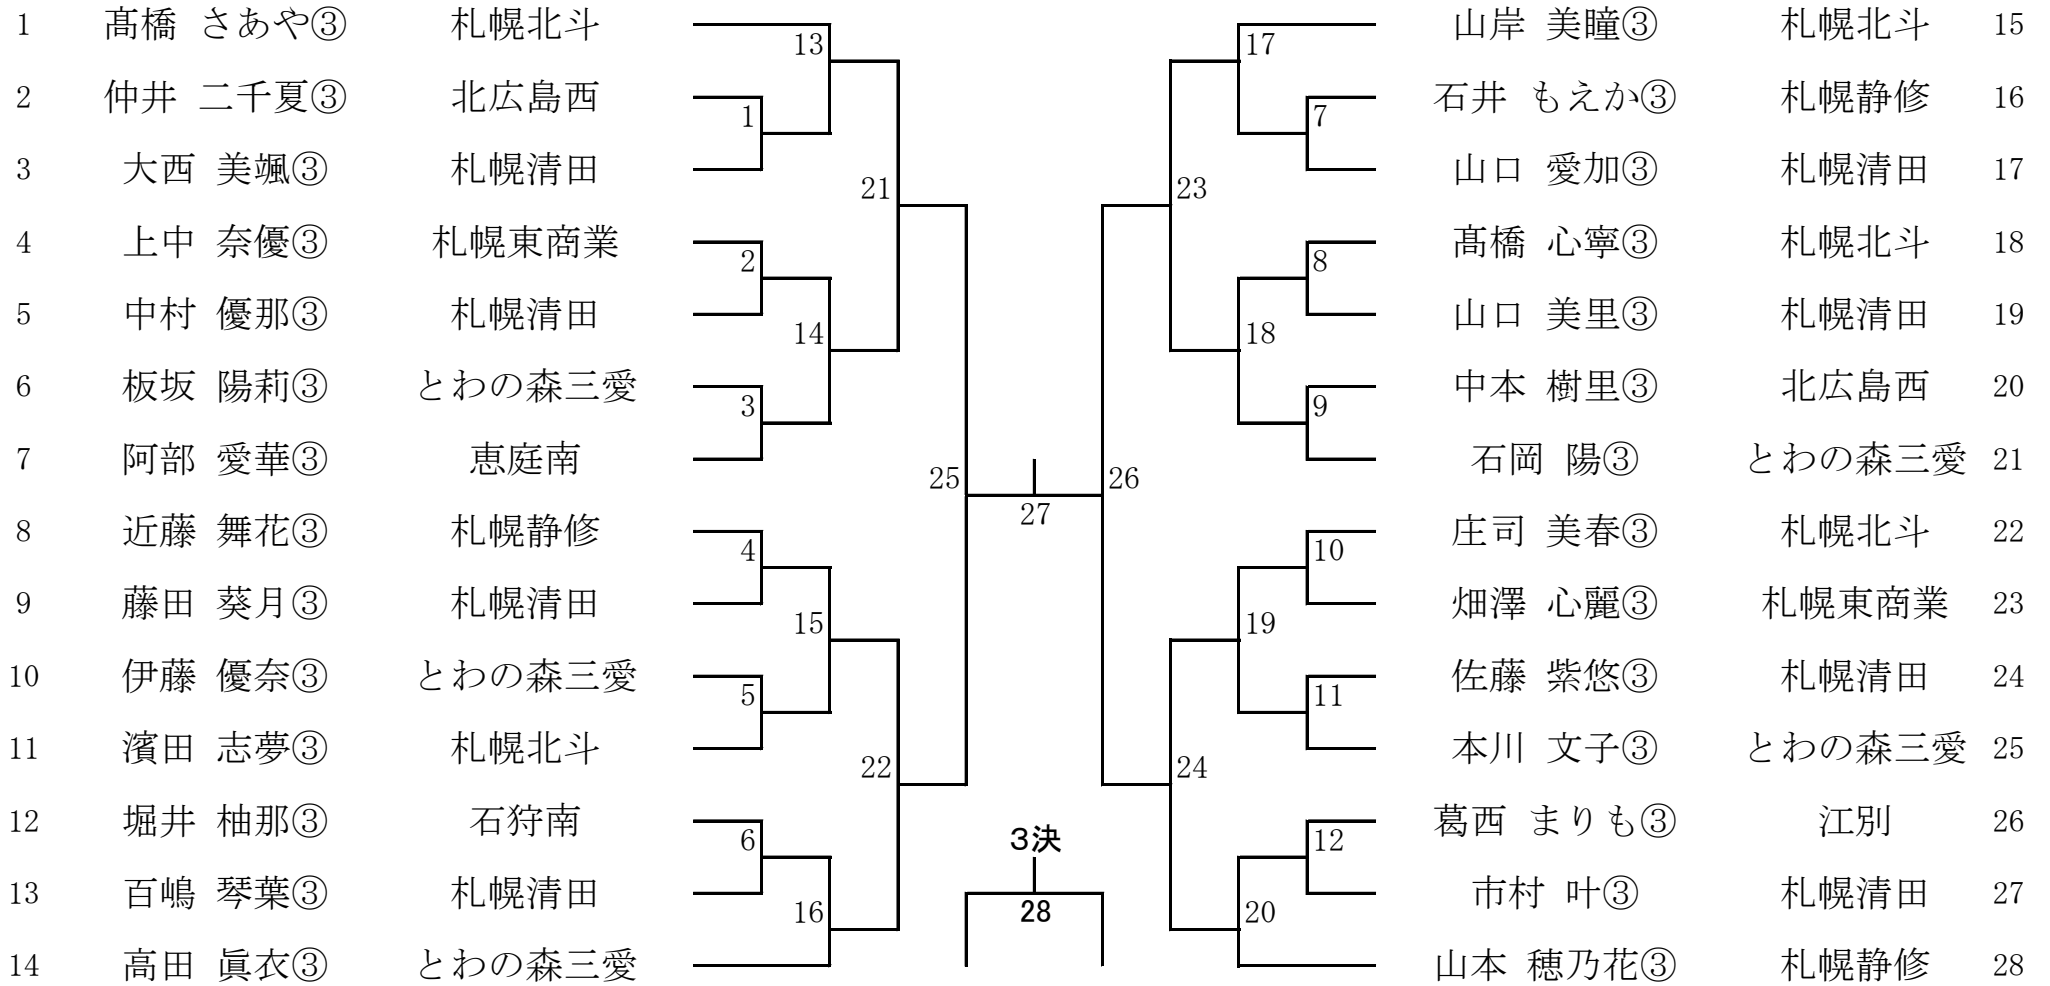 1 髙橋 さあや③ 札幌北斗 13 17 山岸 美瞳③ 札幌北斗 15
2 仲井 二千夏③ 北広島西 1 7 石井 もえか③ 札幌静修 16
3 大西 美颯③ 札幌清田 21 23 山口 愛加③ 札幌清田 17
4 上中 奈優③ 札幌東商業 2 8 髙橋 心寧③ 札幌北斗 18
5 中村 優那③ 札幌清田 14 18 山口 美里③ 札幌清田 19
6 板坂 陽莉③ とわの森三愛 3 9 中本 樹里③ 北広島西 20
7 阿部 愛華③ 恵庭南 25 26 石岡 陽③ とわの森三愛 21
27
8 近藤 舞花③ 札幌静修 4 10 庄司 美春③ 札幌北斗 22
9 藤田 葵月③ 札幌清田 15 19 畑澤 心麗③ 札幌東商業 23
10 伊藤 優奈③ とわの森三愛 5 11 佐藤 紫悠③ 札幌清田 24
11 濱田 志夢③ 札幌北斗 22 24 本川 文子③ とわの森三愛 25
12 堀井 柚那③ 石狩南 6 3決 12 葛西 まりも③ 江別 26
13 百嶋 琴葉③ 札幌清田 16 28 20 市村 叶③ 札幌清田 27
14 高田 眞衣③ とわの森三愛 山本 穂乃花③ 札幌静修 28